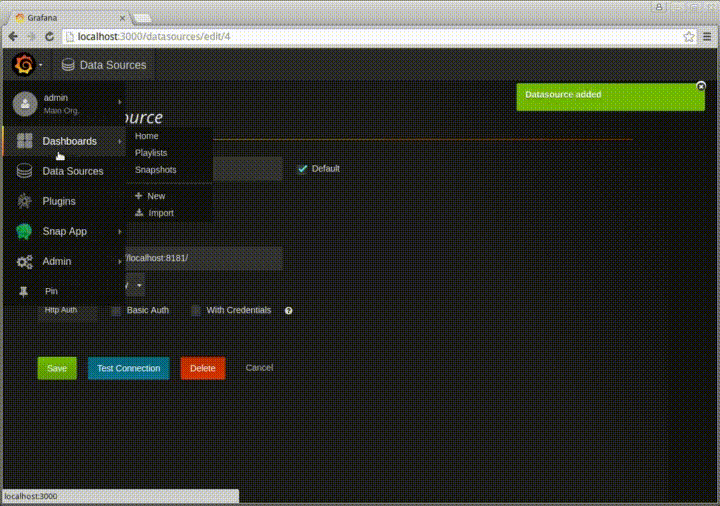 Grafana
localhost:3000/datasources/edit/4
Data Sources
Datasource added
admin
Main Org.
ource
Dashboards
Home
Playlists
Snapshots
New
Import
Default
Data Sources
Plugins
Snap App
Admin
/localhost:8181/
Pin
Http Auth
Basic Auth
With Credentials
Save
Test Connection
Delete
Cancel
localhost:3000